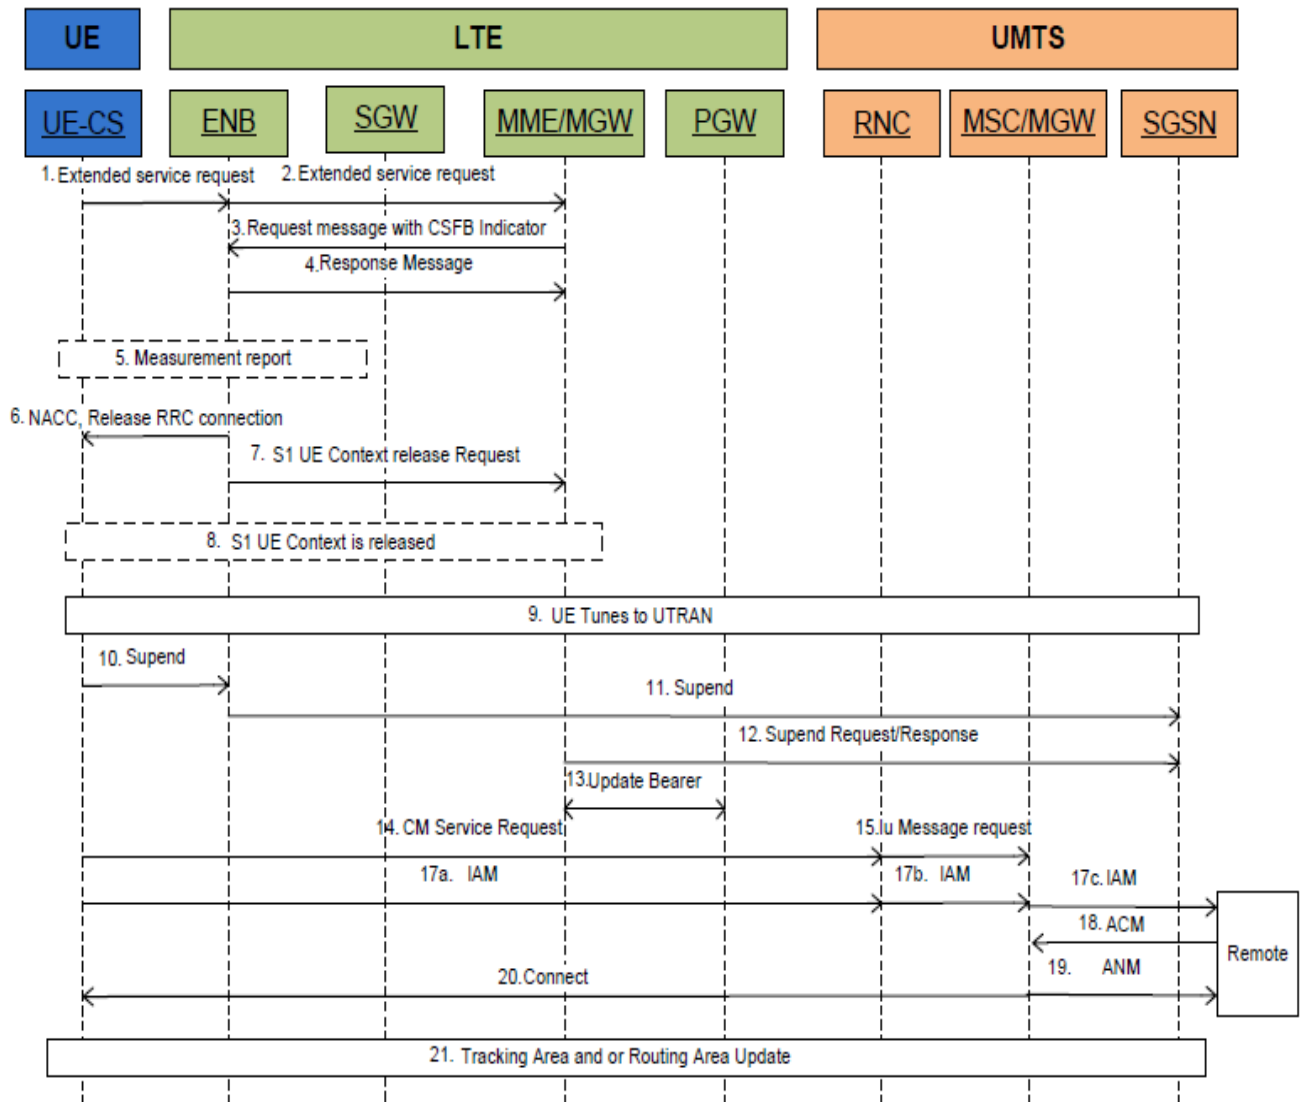 UE
LTE
UMTS
UE-CS
ENB
SGW
MME/MGW
PGW
RNC
MSC/MGW
SGSN
1. Extended service request
2. Extended service request
3. Request message with CSFB Indicator
4. Response Message
5. Measurement report
6. NACC, Release RRC connection
7. S1 UE Context release Request
8. S1 UE Context is released
9. UE Tunes to UTRAN
10. Supend
11. Supend
12. Supend Request/Response
13. Update Bearer
14. CM Service Request
15. Iu Message request
17a. IAM
17b. IAM
17c. IAM
18. ACM
Remote
19. ANM
20. Connect
21. Tracking Area and or Routing Area Update